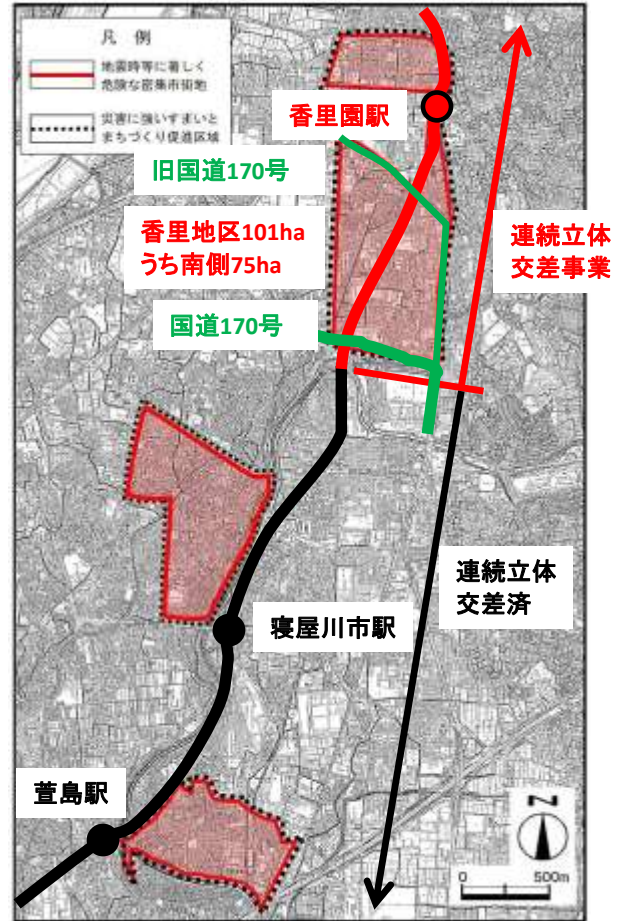 凡 例
地震時等に著しく
危険な密集市街地
災害に強いすまいと
まちづくり促進区域
香里園駅
旧国道170号
香里地区101ha
うち南側75ha
国道170号
連続立体
交差事業
連続立体
交差済
寝屋川市駅
萱島駅
N
0 500m